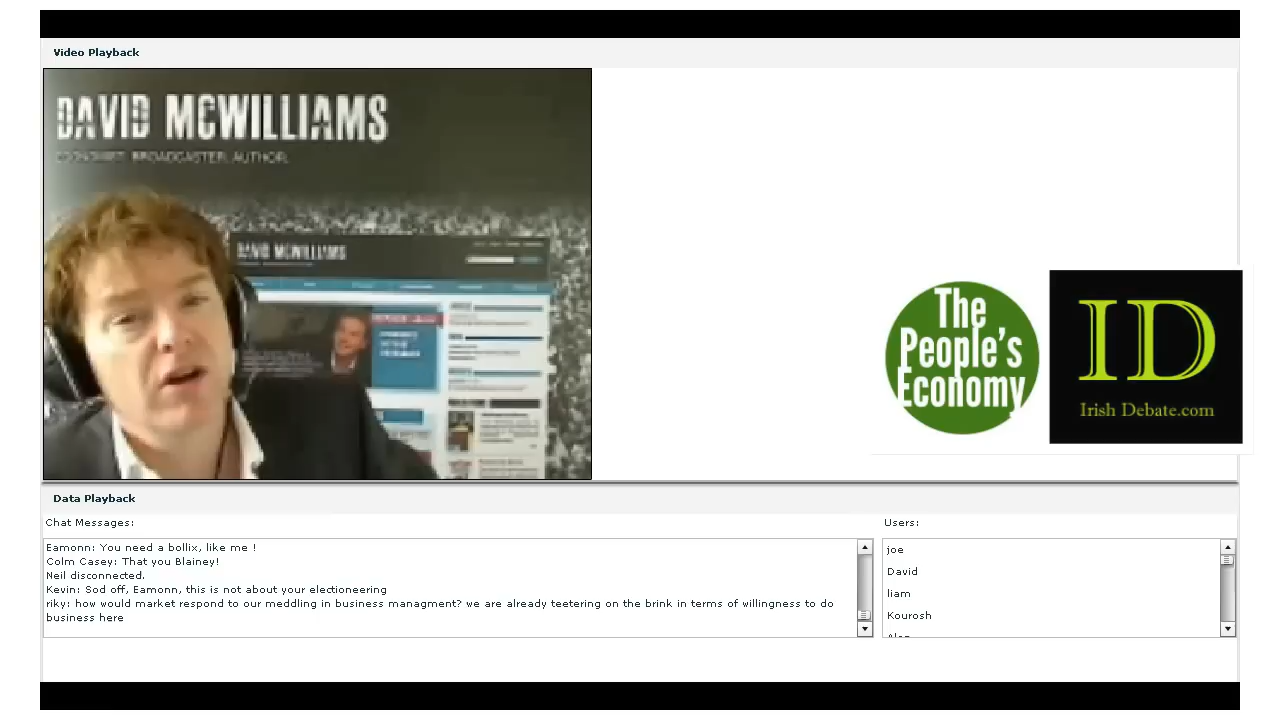 Video Playback
DAVID MCWILLIAMS
ECONOMIST. BROADCASTER. AUTHOR.
DAVID MCWILLIAMS
The
People's
Economy
ID
Irish Debate.com
Data Playback
Chat Messages:
Users:
Eamonn: You need a bollix, like me !
Colm Casey: That you Blainey!
Neil disconnected.
Kevin: Sod off, Eamonn, this is not about your electioneering
riky: how would market respond to our meddling in business managment? we are already teetering on the brink in terms of willingness to do
business here
joe
David
liam
Kourosh